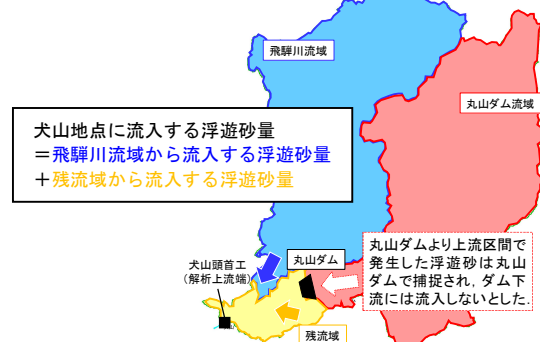 飛騨川流域
丸山ダム流域
犬山地点に流入する浮遊砂量
＝飛騨川流域から流入する浮遊砂量
＋残流域から流入する浮遊砂量
犬山頭首工
(解析上流端)
丸山ダム
丸山ダムより上流区間で
発生した浮遊砂は丸山
ダムで捕捉され，ダム下
流には流入しないとした.
残流域